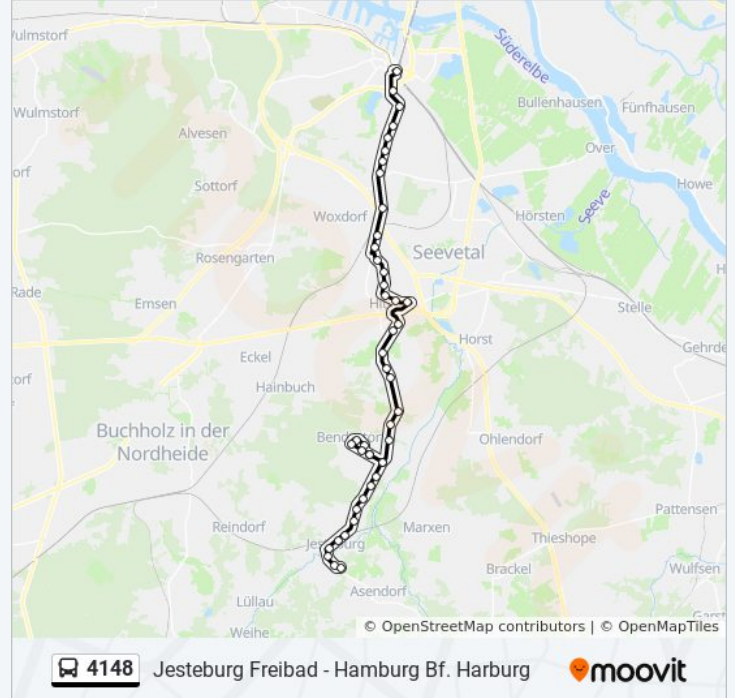 Wulmstorf
Süderelbe
Bullenhausen
Fünfhausen
Wulmstorf
Alvesen
Over
Howe
Sottorf
Seeve
Woxdorf
Hörsten
Seevetal
Rosengarten
Rade
Emsen
Stelle
Horst
Eckel
Hainbuch
Buchholz in der
Nordheide
Ohlendorf
Pattensen
Reindorf
Marxen
Thieshope
Brackel
Wulfsen
Asendorf
Lüllau
Weihe
© OpenStreetMap contributors | © OpenMapTiles
4148 Jesteburg Freibad - Hamburg Bf. Harburg moovit